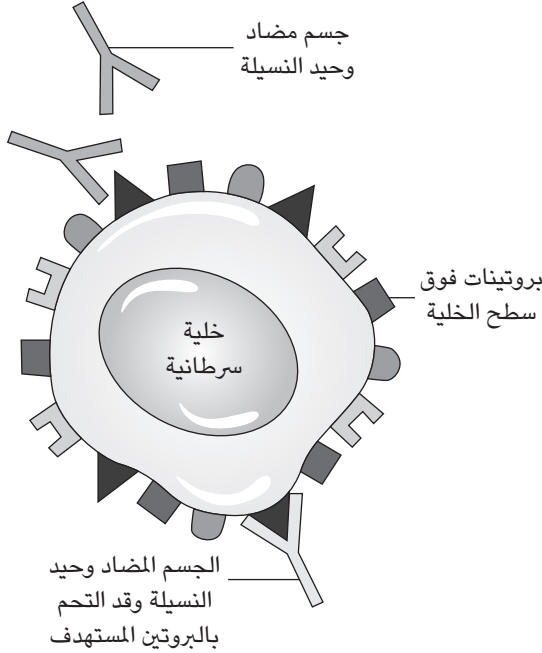 جسم مضاد
وحيد النسيلة
بروتينات فوق
سطح الخلية
خلية
سرطانية
الجسم المضاد وحيد
النسيلة وقد التحم
بالبروتين المستهدف